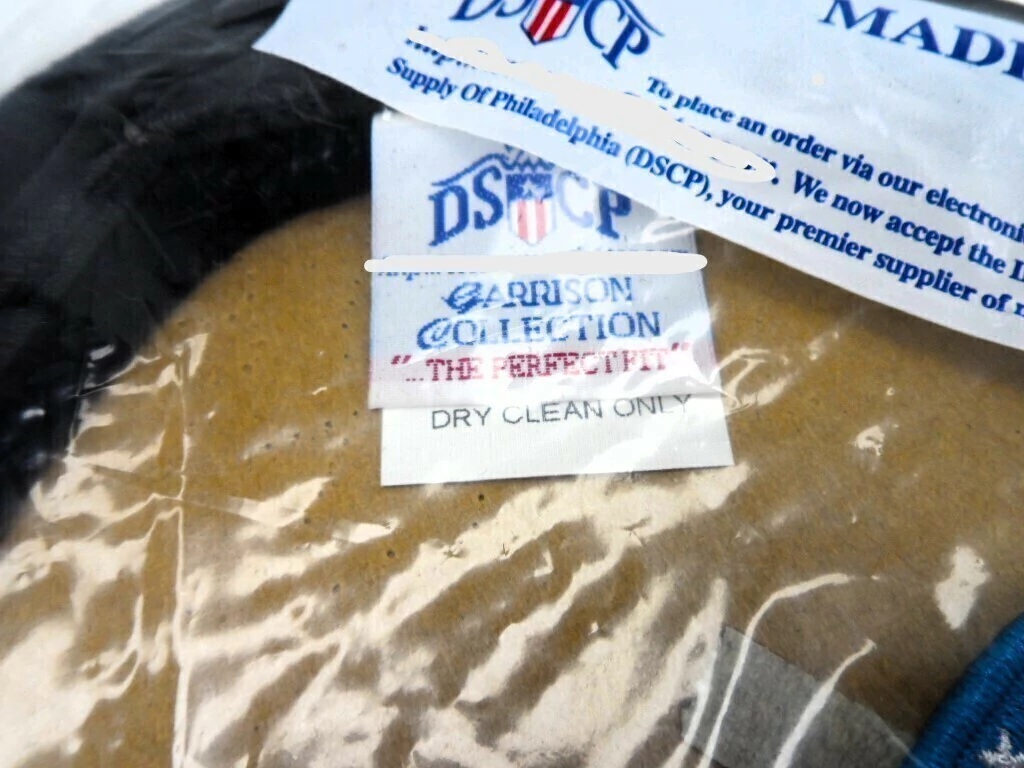 DSCP
MADE
To place an order via our electroni
. We now accept the I
Supply Of Philadelphia (DSCP), your premier supplier of
DSCP
GARRISON
COLLECTION
"...THE PERFECT FIT"
DRY CLEAN ONLY